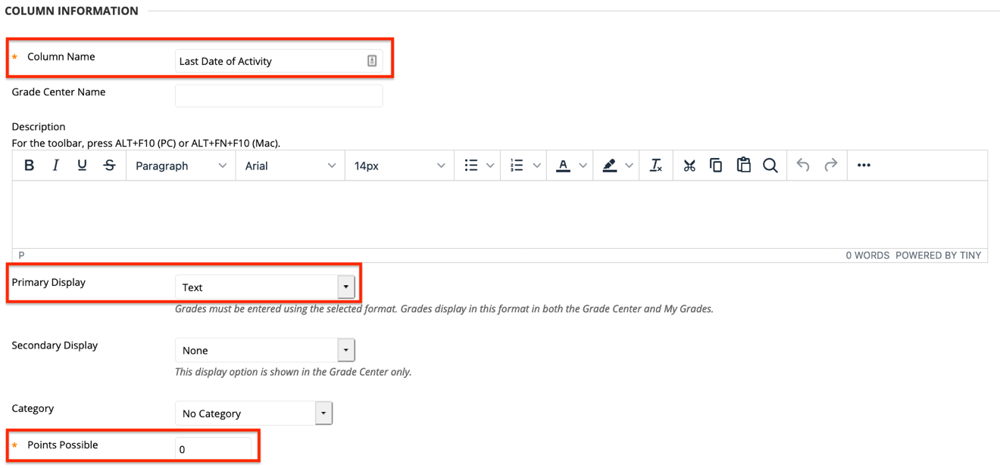 COLUMN INFORMATION
* Column Name Last Date of Activity
Grade Center Name
Description
For the toolbar, press ALT+F10 (PC) or ALT+FN+F10 (Mac).
B I U S Paragraph Arial 14px A
P 0 WORDS POWERED BY TINY
Primary Display Text
Grades must be entered using the selected format. Grades display in this format in both the Grade Center and My Grades.
Secondary Display None
This display option is shown in the Grade Center only.
Category No Category
* Points Possible 0